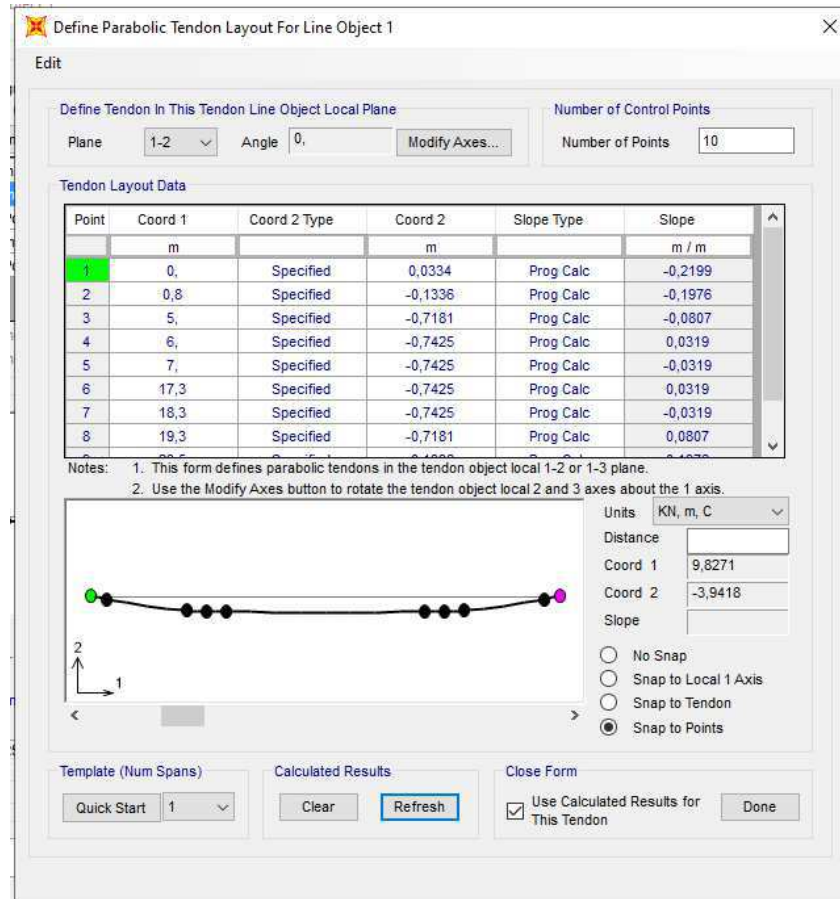 Define Parabolic Tendon Layout For Line Object 1
Edit
Define Tendon In This Tendon Line Object Local Plane
Plane 1-2 Angle 0, Modify Axes...
Number of Control Points
Number of Points 10
Tendon Layout Data
Point Coord 1 Coord 2 Type Coord 2 Slope Type Slope
m m m / m
1 0, Specified 0,0334 Prog Calc -0,2199
2 0,8 Specified -0,1336 Prog Calc -0,1976
3 5, Specified -0,7181 Prog Calc -0,0807
4 6, Specified -0,7425 Prog Calc 0,0319
5 7, Specified -0,7425 Prog Calc -0,0319
6 17,3 Specified -0,7425 Prog Calc 0,0319
7 18,3 Specified -0,7425 Prog Calc -0,0319
8 19,3 Specified -0,7181 Prog Calc 0,0807
Notes: 1. This form defines parabolic tendons in the tendon object local 1-2 or 1-3 plane.
2. Use the Modify Axes button to rotate the tendon object local 2 and 3 axes about the 1 axis.
2
1
Units KN, m, C
Distance
Coord 1 9,8271
Coord 2 -3,9418
Slope
No Snap
Snap to Local 1 Axis
Snap to Tendon
Snap to Points
Template (Num Spans)
Quick Start 1
Calculated Results
Clear Refresh
Close Form
Use Calculated Results for
This Tendon
Done